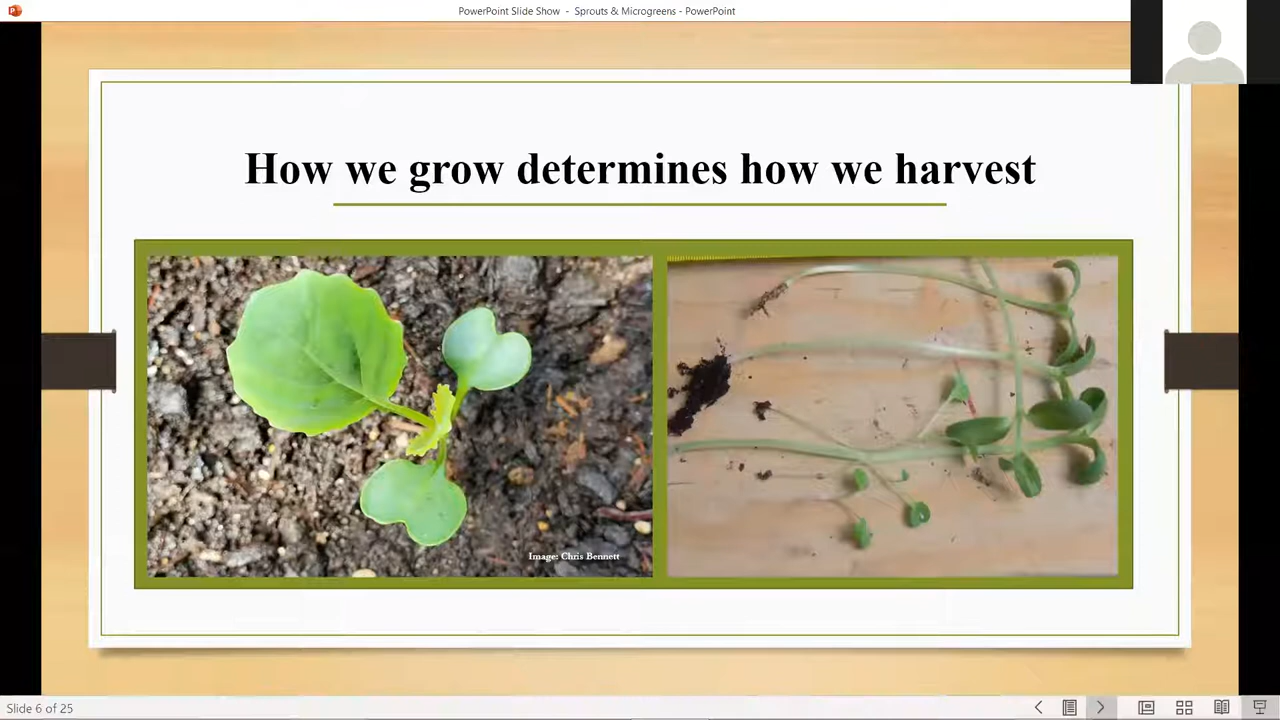 PowerPoint Slide Show - Sprouts & Microgreens - PowerPoint
How we grow determines how we harvest
Image: Chris Bennett
Slide 6 of 25